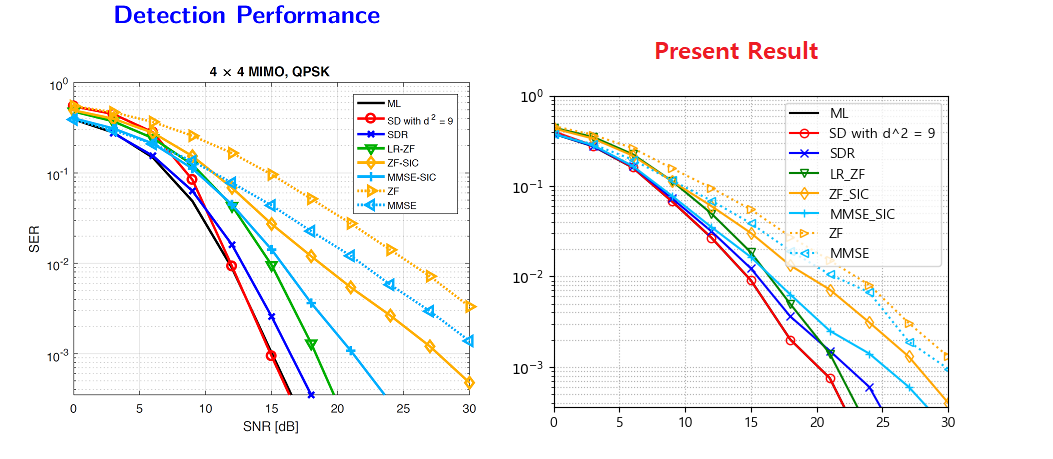 Detection Performance
4 × 4 MIMO, QPSK
10^0
10^-1
10^-2
10^-3
SER
0 5 10 15 20 25 30
SNR [dB]
ML
SD with d^2 = 9
SDR
LR-ZF
ZF-SIC
MMSE-SIC
ZF
MMSE
Present Result
10^0
10^-1
10^-2
10^-3
0 5 10 15 20 25 30
ML
SD with d^2 = 9
SDR
LR_ZF
ZF_SIC
MMSE_SIC
ZF
MMSE